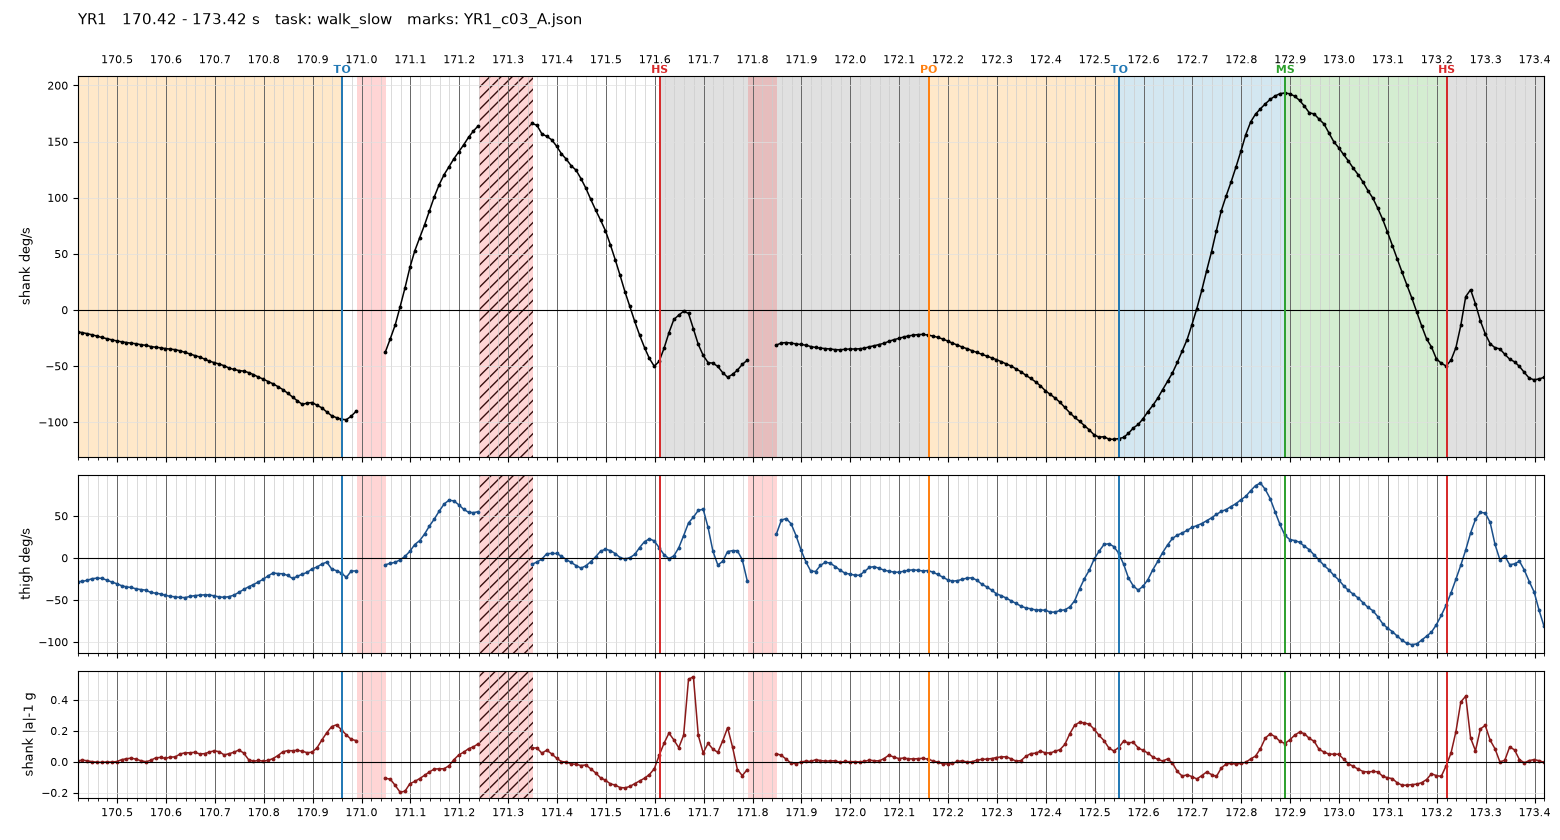 YR1   170.42 - 173.42 s   task: walk_slow   marks: YR1_c03_A.json
170.5 170.6 170.7 170.8 170.9 171.0 171.1 171.2 171.3 171.4 171.5 171.6 171.7 171.8 171.9 172.0 172.1 172.2 172.3 172.4 172.5 172.6 172.7 172.8 172.9 173.0 173.1 173.2 173.3 173.4
TO HS PO TO MS HS
shank deg/s
200
150
100
50
0
−50
−100
thigh deg/s
50
0
−50
−100
shank |a|-1 g
0.4
0.2
0.0
−0.2
170.5 170.6 170.7 170.8 170.9 171.0 171.1 171.2 171.3 171.4 171.5 171.6 171.7 171.8 171.9 172.0 172.1 172.2 172.3 172.4 172.5 172.6 172.7 172.8 172.9 173.0 173.1 173.2 173.3 173.4